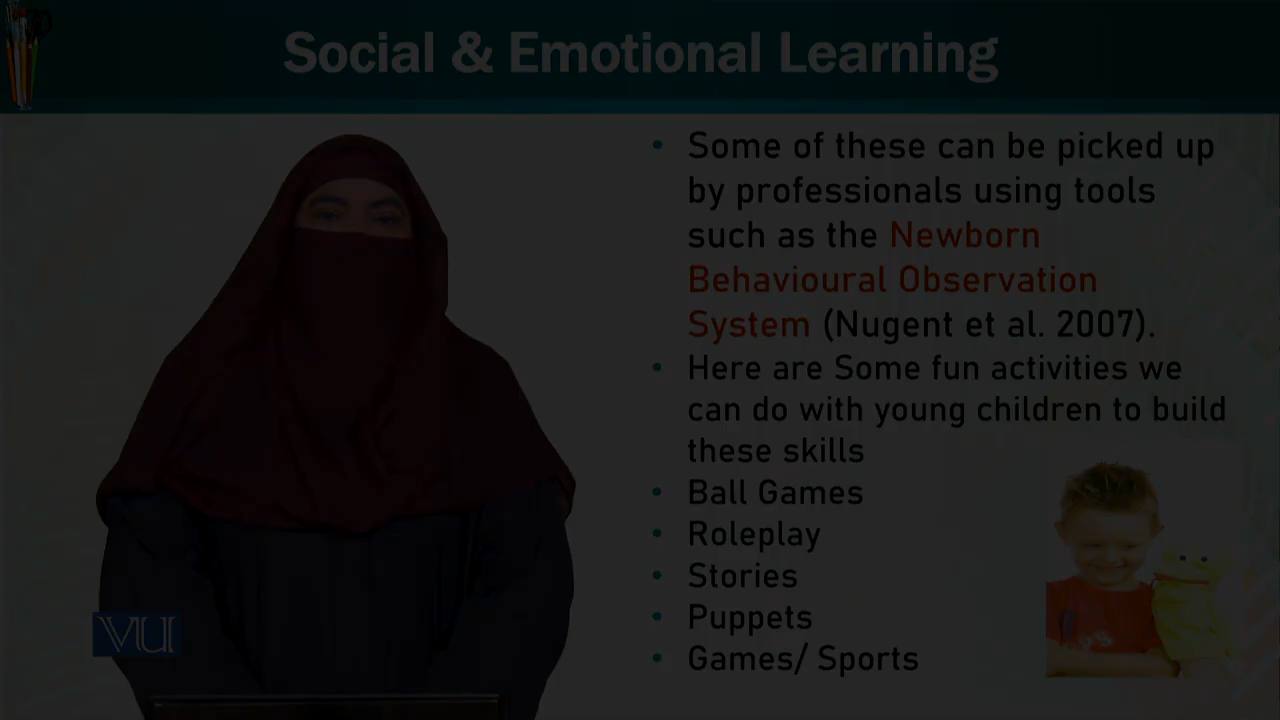 Social & Emotional Learning
• Some of these can be picked up
by professionals using tools
such as the Newborn
Behavioural Observation
System (Nugent et al. 2007).
• Here are Some fun activities we
can do with young children to build
these skills
• Ball Games
• Roleplay
• Stories
• Puppets
• Games/ Sports
VU